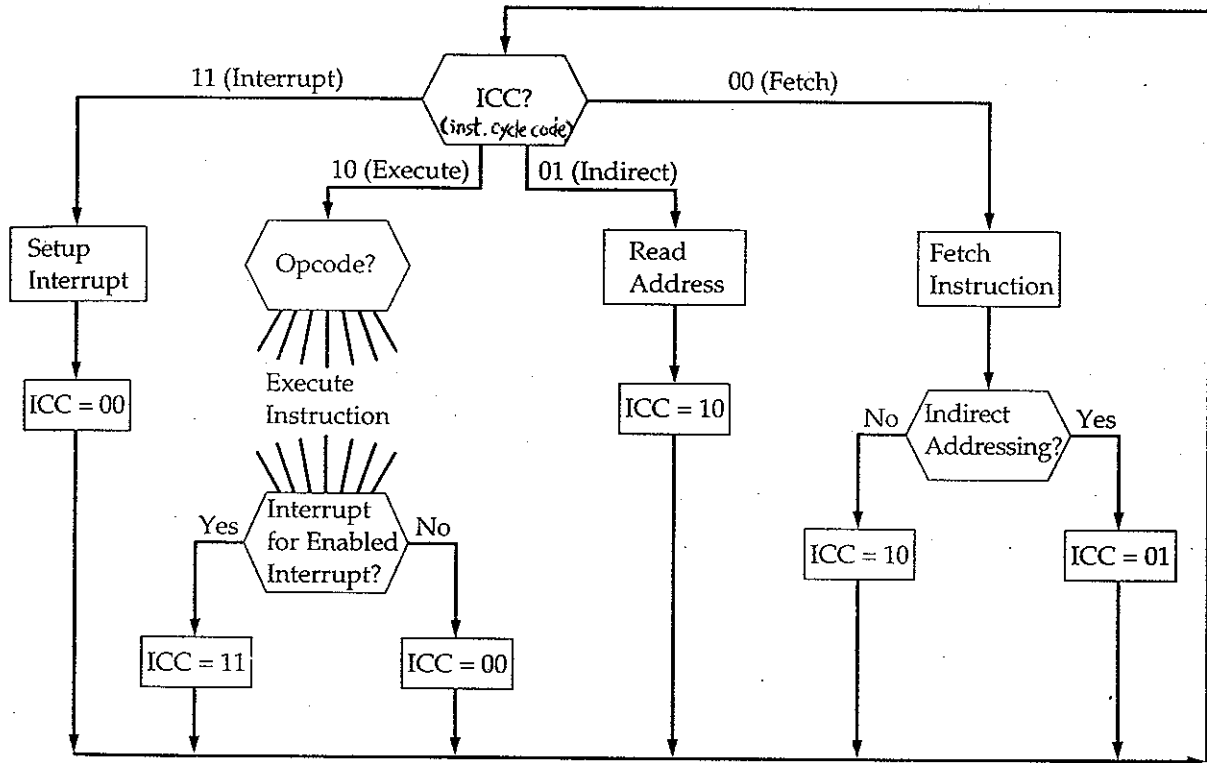 11 (Interrupt)
ICC?
(inst. cycle code)
00 (Fetch)
10 (Execute)
01 (Indirect)
Setup
Interrupt
Opcode?
Read
Address
Fetch
Instruction
ICC = 00
Execute
Instruction
ICC = 10
No
Indirect
Addressing?
Yes
Yes
Interrupt
for Enabled
Interrupt?
No
ICC = 10
ICC = 01
ICC = 11
ICC = 00